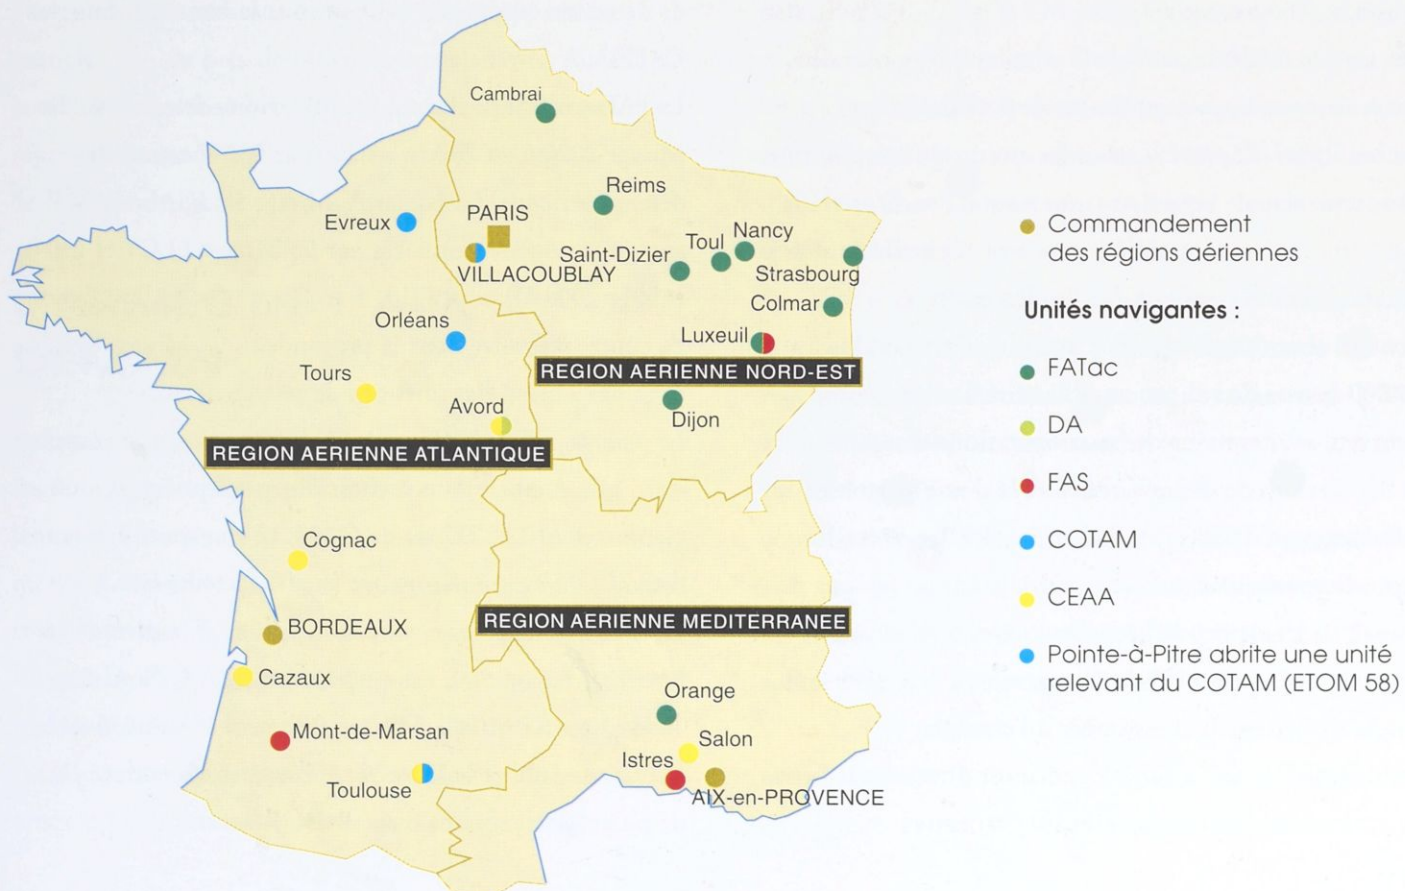 Cambrai
Reims
Evreux
PARIS
Toul
Nancy
Saint-Dizier
VILLACOUBLAY
Strasbourg
Colmar
Orléans
Luxeuil
REGION AERIENNE NORD-EST
Tours
Avord
Dijon
REGION AERIENNE ATLANTIQUE
Cognac
BORDEAUX
REGION AERIENNE MEDITERRANEE
Cazaux
Orange
Mont-de-Marsan
Salon
Istres
Toulouse
AIX-en-PROVENCE
Commandement
des régions aériennes
Unités navigantes :
FATac
DA
FAS
COTAM
CEAA
Pointe-à-Pitre abrite une unité
relevant du COTAM (ETOM 58)